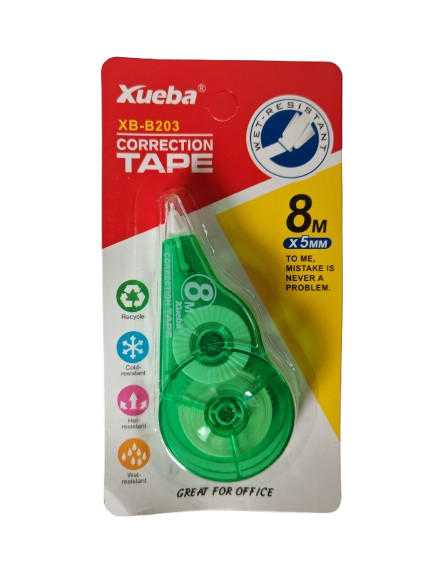 Xueba®
XB-B203
CORRECTION
TAPE
WET-RESISTANT
8M
X5MM
TO ME,
MISTAKE IS
NEVER A
PROBLEM.
8M
Xueba
CORRECTION TAPE
Recycle
Cold-
resistant
Hot-
resistant
Wet-
resistant
GREAT FOR OFFICE